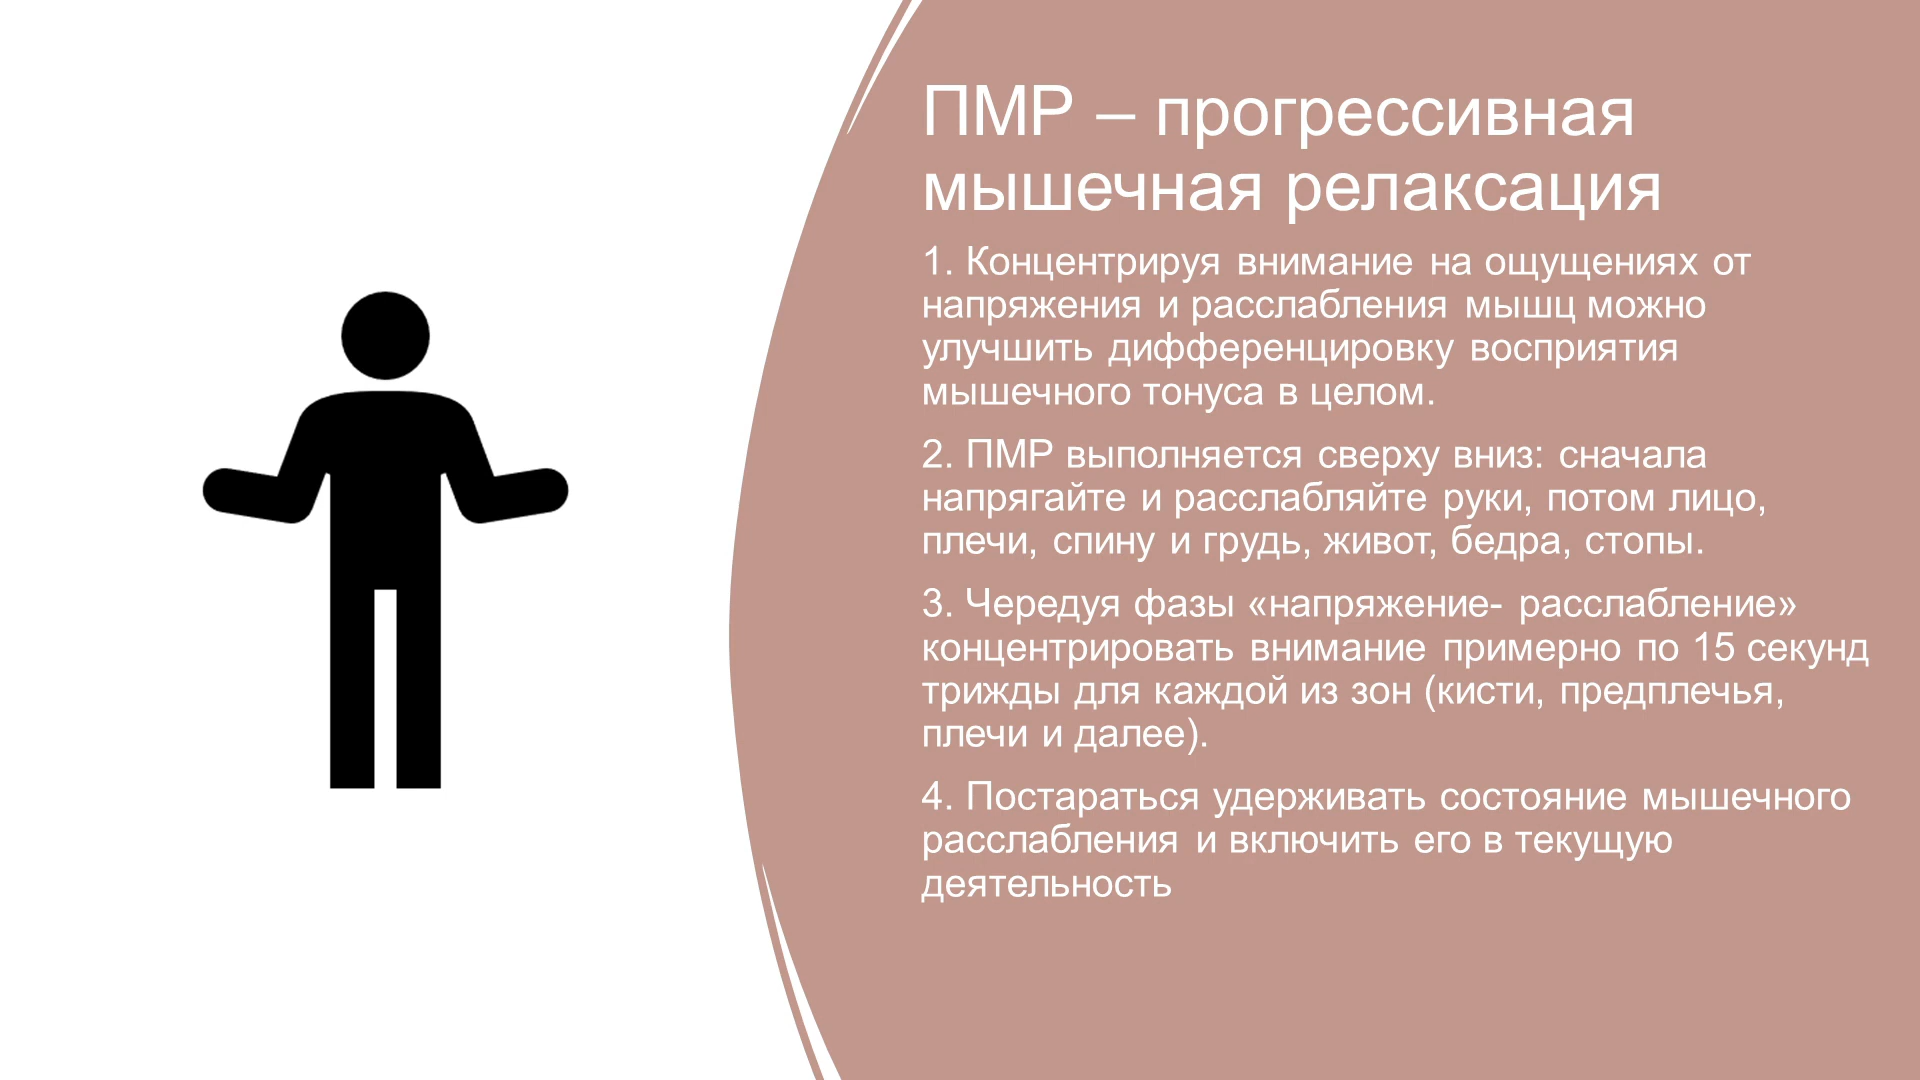 ПМР – прогрессивная
мышечная релаксация
1. Концентрируя внимание на ощущениях от
напряжения и расслабления мышц можно
улучшить дифференцировку восприятия
мышечного тонуса в целом.
2. ПМР выполняется сверху вниз: сначала
напрягайте и расслабляйте руки, потом лицо,
плечи, спину и грудь, живот, бедра, стопы.
3. Чередуя фазы «напряжение- расслабление»
концентрировать внимание примерно по 15 секунд
трижды для каждой из зон (кисти, предплечья,
плечи и далее).
4. Постараться удерживать состояние мышечного
расслабления и включить его в текущую
деятельность